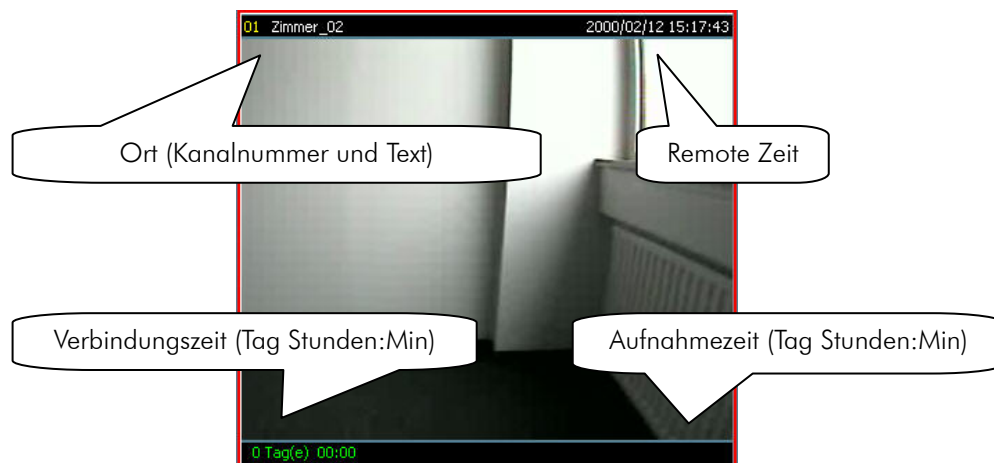 01 Zimmer_02 2000/02/12 15:17:43
Ort (Kanalnummer und Text)
Remote Zeit
Verbindungszeit (Tag Stunden:Min)
Aufnahmezeit (Tag Stunden:Min)
0 Tag(e) 00:00